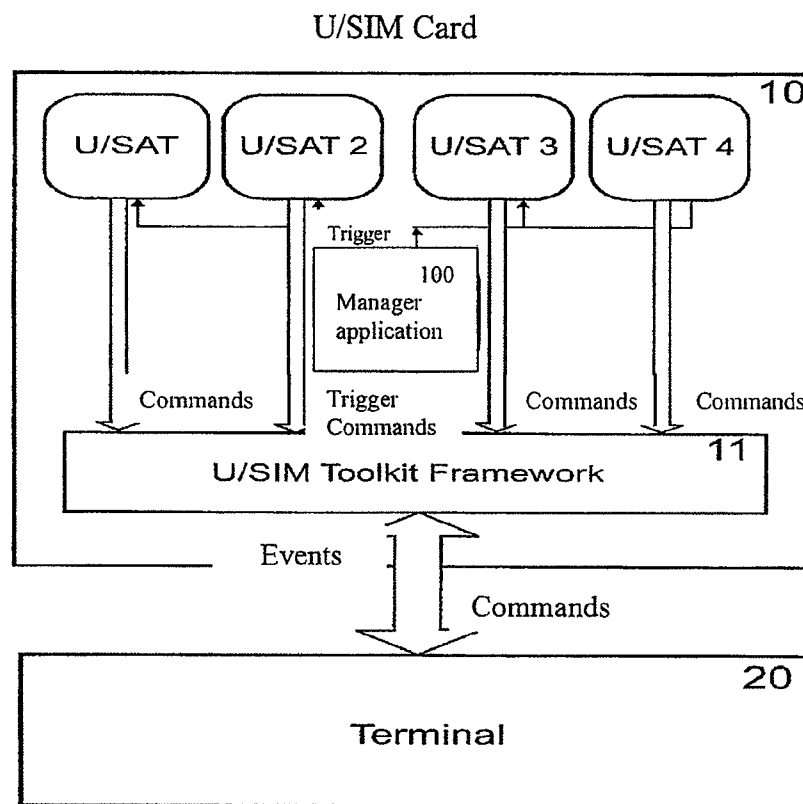 U/SIM Card
10
U/SAT
U/SAT 2
U/SAT 3
U/SAT 4
Trigger
100
Manager
application
Commands
Trigger
Commands
Commands
Commands
11
U/SIM Toolkit Framework
Events
Commands
20
Terminal